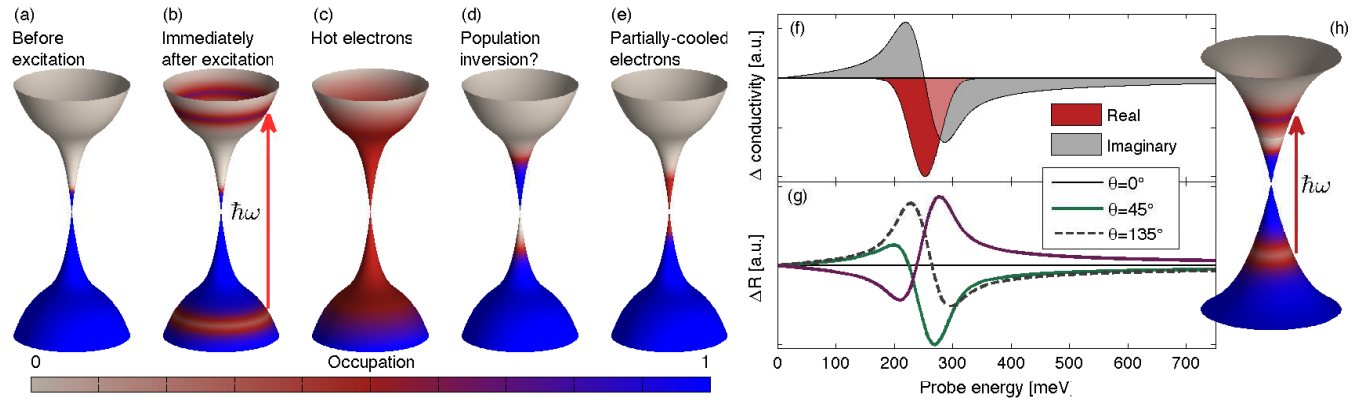 (a)
Before
excitation
(b)
Immediately
after excitation
(c)
Hot electrons
(d)
Population
inversion?
(e)
Partially-cooled
electrons
ħω
0
Occupation
1
(f)
Δ conductivity [a.u.]
Real
Imaginary
(g)
ΔR [a.u.]
θ=0°
θ=45°
θ=135°
0
100
200
300
400
500
600
700
Probe energy [meV]
(h)
ħω